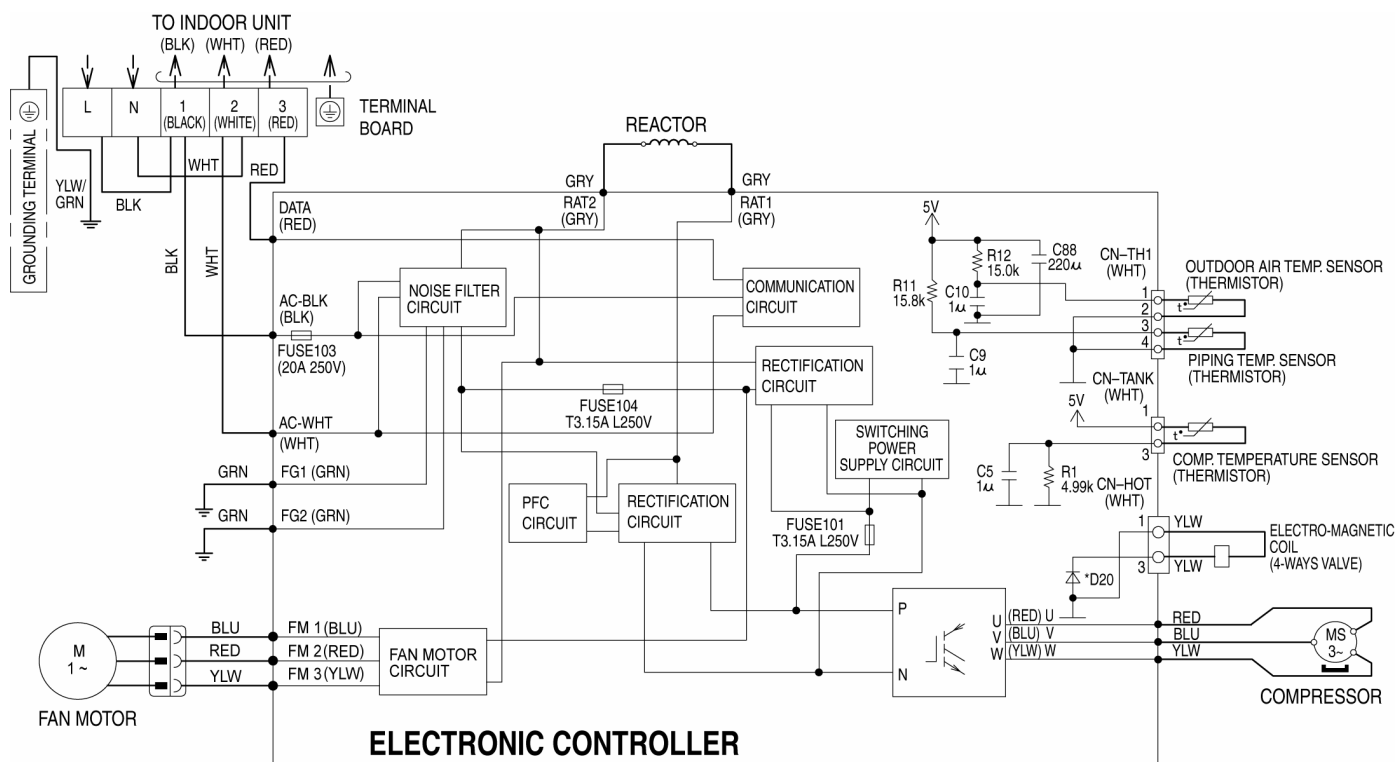 TO INDOOR UNIT
(BLK) (WHT) (RED)
L N 1 2 3
(BLACK) (WHITE) (RED)
TERMINAL
BOARD
GROUNDING TERMINAL
YLW/
GRN
BLK
WHT
RED
BLK
WHT
REACTOR
GRY
GRY
RAT2
(GRY)
RAT1
(GRY)
DATA
(RED)
NOISE FILTER
CIRCUIT
COMMUNICATION
CIRCUIT
AC-BLK
(BLK)
FUSE103
(20A 250V)
5V
R12
15.0k
C88
220μ
R11
15.8k
C10
1μ
C9
1μ
CN-TH1
(WHT)
1
2
3
4
t°
t°
OUTDOOR AIR TEMP. SENSOR
(THERMISTOR)
PIPING TEMP. SENSOR
(THERMISTOR)
RECTIFICATION
CIRCUIT
FUSE104
T3.15A L250V
AC-WHT
(WHT)
CN-TANK
(WHT)
5V
1
3
t°
COMP. TEMPERATURE SENSOR
(THERMISTOR)
SWITCHING
POWER
SUPPLY CIRCUIT
C5
1μ
R1
4.99k
GRN
FG1 (GRN)
GRN
FG2 (GRN)
PFC
CIRCUIT
RECTIFICATION
CIRCUIT
FUSE101
T3.15A L250V
CN-HOT
(WHT)
1
3
YLW
YLW
ELECTRO-MAGNETIC
COIL
(4-WAYS VALVE)
*D20
P
N
U
V
W
(RED) U
(BLU) V
(YLW) W
RED
BLU
YLW
MS
3~
COMPRESSOR
M
1 ~
FAN MOTOR
BLU
RED
YLW
FM 1 (BLU)
FM 2 (RED)
FM 3 (YLW)
FAN MOTOR
CIRCUIT
ELECTRONIC CONTROLLER